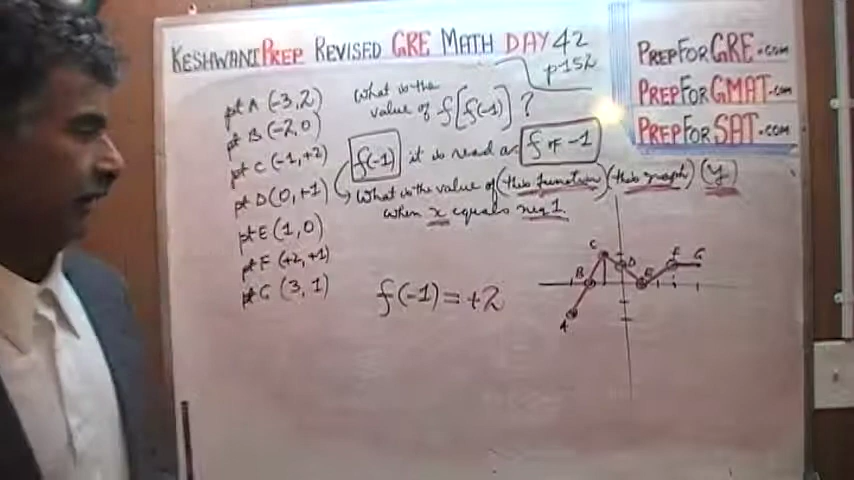 KESHWANIPREP REVISED GRE MATH DAY 42
p152
PREPFORGRE.com
PREPFORGMAT.com
PREPFORSAT.com
pt A (-3,2)
pt B (-2,0)
pt C (-1,+2)
pt D (0,+1)
pt E (1,0)
pt F (+2,+1)
pt G (3,1)
What is the
value of f[f(-1)]?
f(-1) it is read as f OF -1
What is the value of (this function) (this graph) (y)
when x equals neg 1.
f(-1) = +2
A
B
C
D
E
F
G